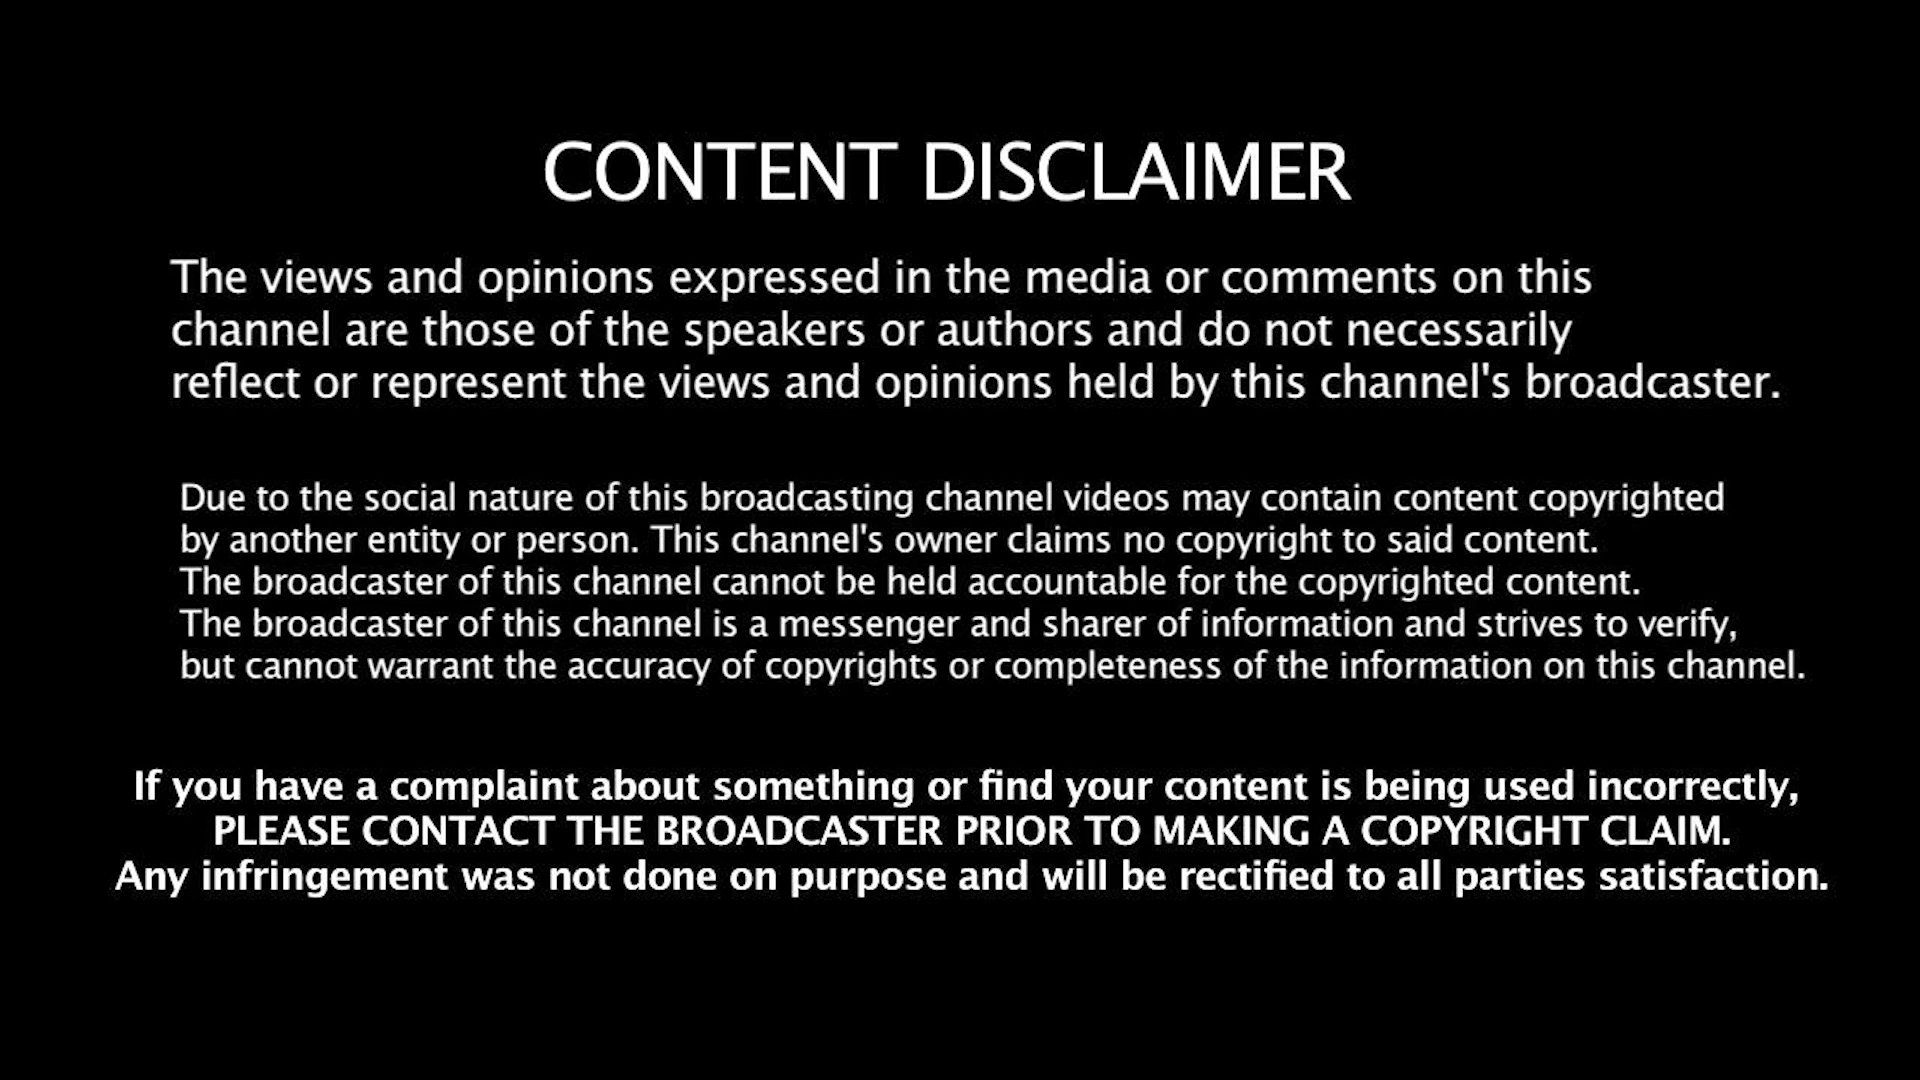 CONTENT DISCLAIMER
The views and opinions expressed in the media or comments on this
channel are those of the speakers or authors and do not necessarily
reflect or represent the views and opinions held by this channel's broadcaster.
Due to the social nature of this broadcasting channel videos may contain content copyrighted
by another entity or person. This channel's owner claims no copyright to said content.
The broadcaster of this channel cannot be held accountable for the copyrighted content.
The broadcaster of this channel is a messenger and sharer of information and strives to verify,
but cannot warrant the accuracy of copyrights or completeness of the information on this channel.
If you have a complaint about something or find your content is being used incorrectly,
PLEASE CONTACT THE BROADCASTER PRIOR TO MAKING A COPYRIGHT CLAIM.
Any infringement was not done on purpose and will be rectified to all parties satisfaction.